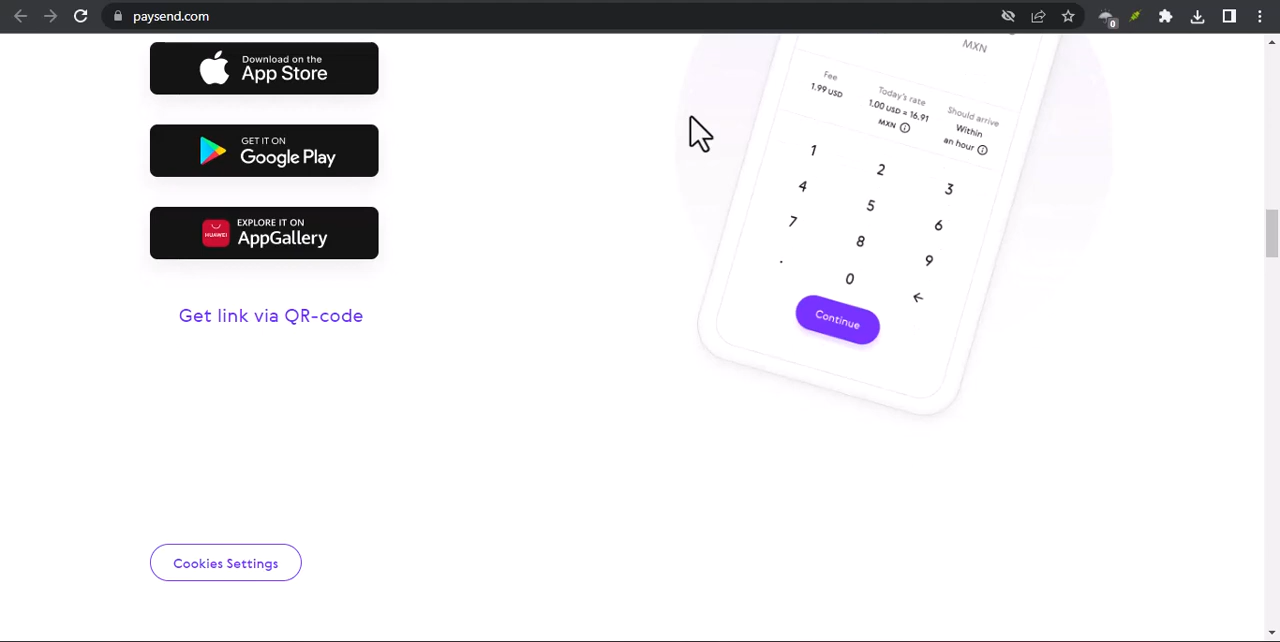 paysend.com
0
Download on the
App Store
GET IT ON
Google Play
HUAWEI
EXPLORE IT ON
AppGallery
Get link via QR-code
MXN
Fee
1.99 USD
Today's rate
1.00 USD = 16.91
MXN
Should arrive
Within
an hour
1
2
3
4
5
6
7
8
9
.
0
Continue
Cookies Settings